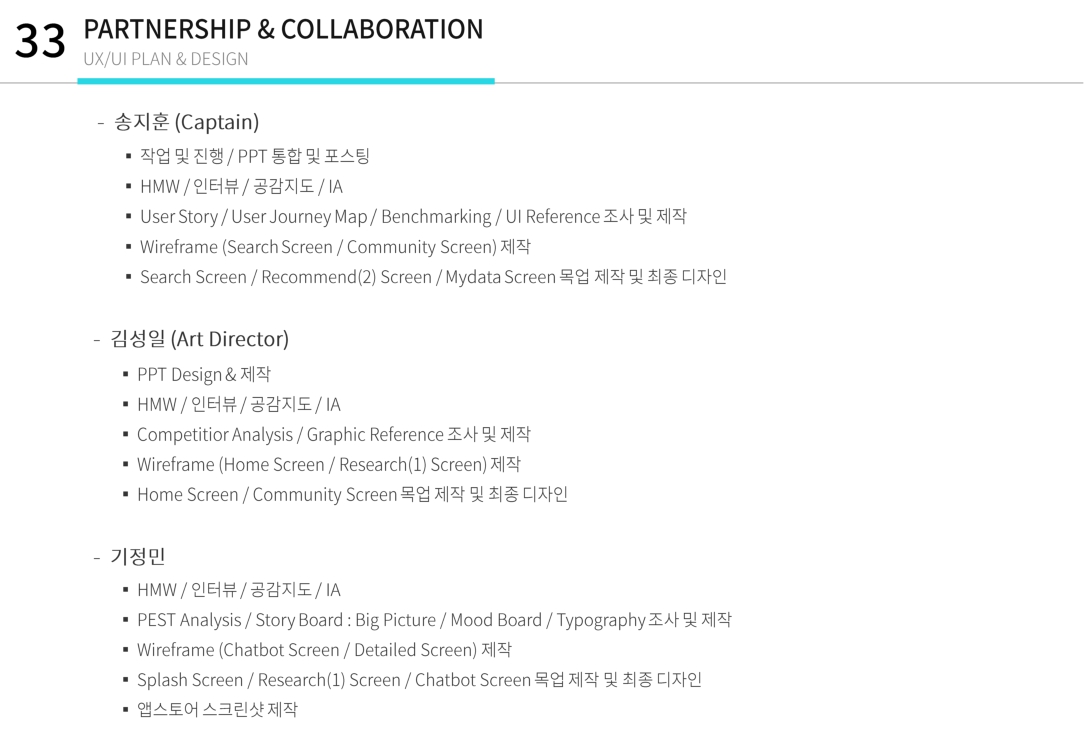 33
PARTNERSHIP & COLLABORATION
UX/UI PLAN & DESIGN
- 송지훈 (Captain)
▪ 작업 및 진행 / PPT 통합 및 포스팅
▪ HMW / 인터뷰 / 공감지도 / IA
▪ User Story / User Journey Map / Benchmarking / UI Reference 조사 및 제작
▪ Wireframe (Search Screen / Community Screen) 제작
▪ Search Screen / Recommend(2) Screen / Mydata Screen 목업 제작 및 최종 디자인
- 김성일 (Art Director)
▪ PPT Design & 제작
▪ HMW / 인터뷰 / 공감지도 / IA
▪ Competitior Analysis / Graphic Reference 조사 및 제작
▪ Wireframe (Home Screen / Research(1) Screen) 제작
▪ Home Screen / Community Screen 목업 제작 및 최종 디자인
- 기정민
▪ HMW / 인터뷰 / 공감지도 / IA
▪ PEST Analysis / Story Board : Big Picture / Mood Board / Typography 조사 및 제작
▪ Wireframe (Chatbot Screen / Detailed Screen) 제작
▪ Splash Screen / Research(1) Screen / Chatbot Screen 목업 제작 및 최종 디자인
▪ 앱스토어 스크린샷 제작